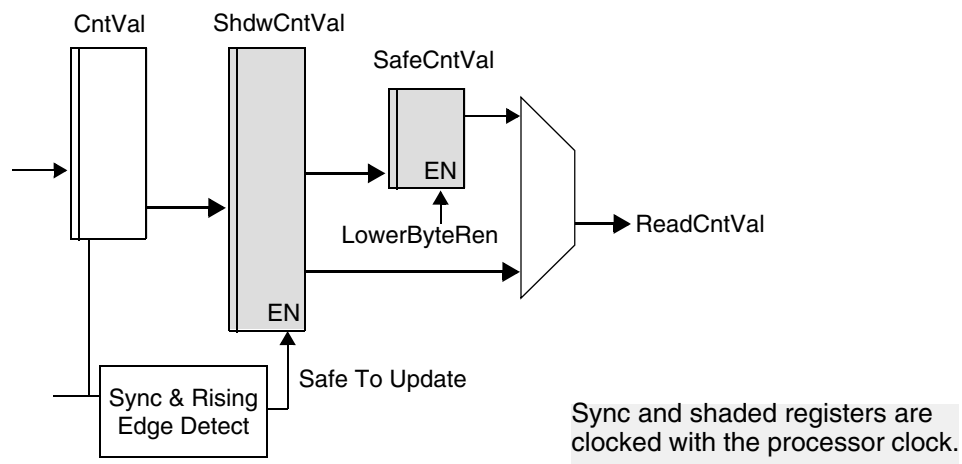 CntVal
ShdwCntVal
SafeCntVal
EN
LowerByteRen
ReadCntVal
EN
Safe To Update
Sync & Rising
Edge Detect
Sync and shaded registers are
clocked with the processor clock.